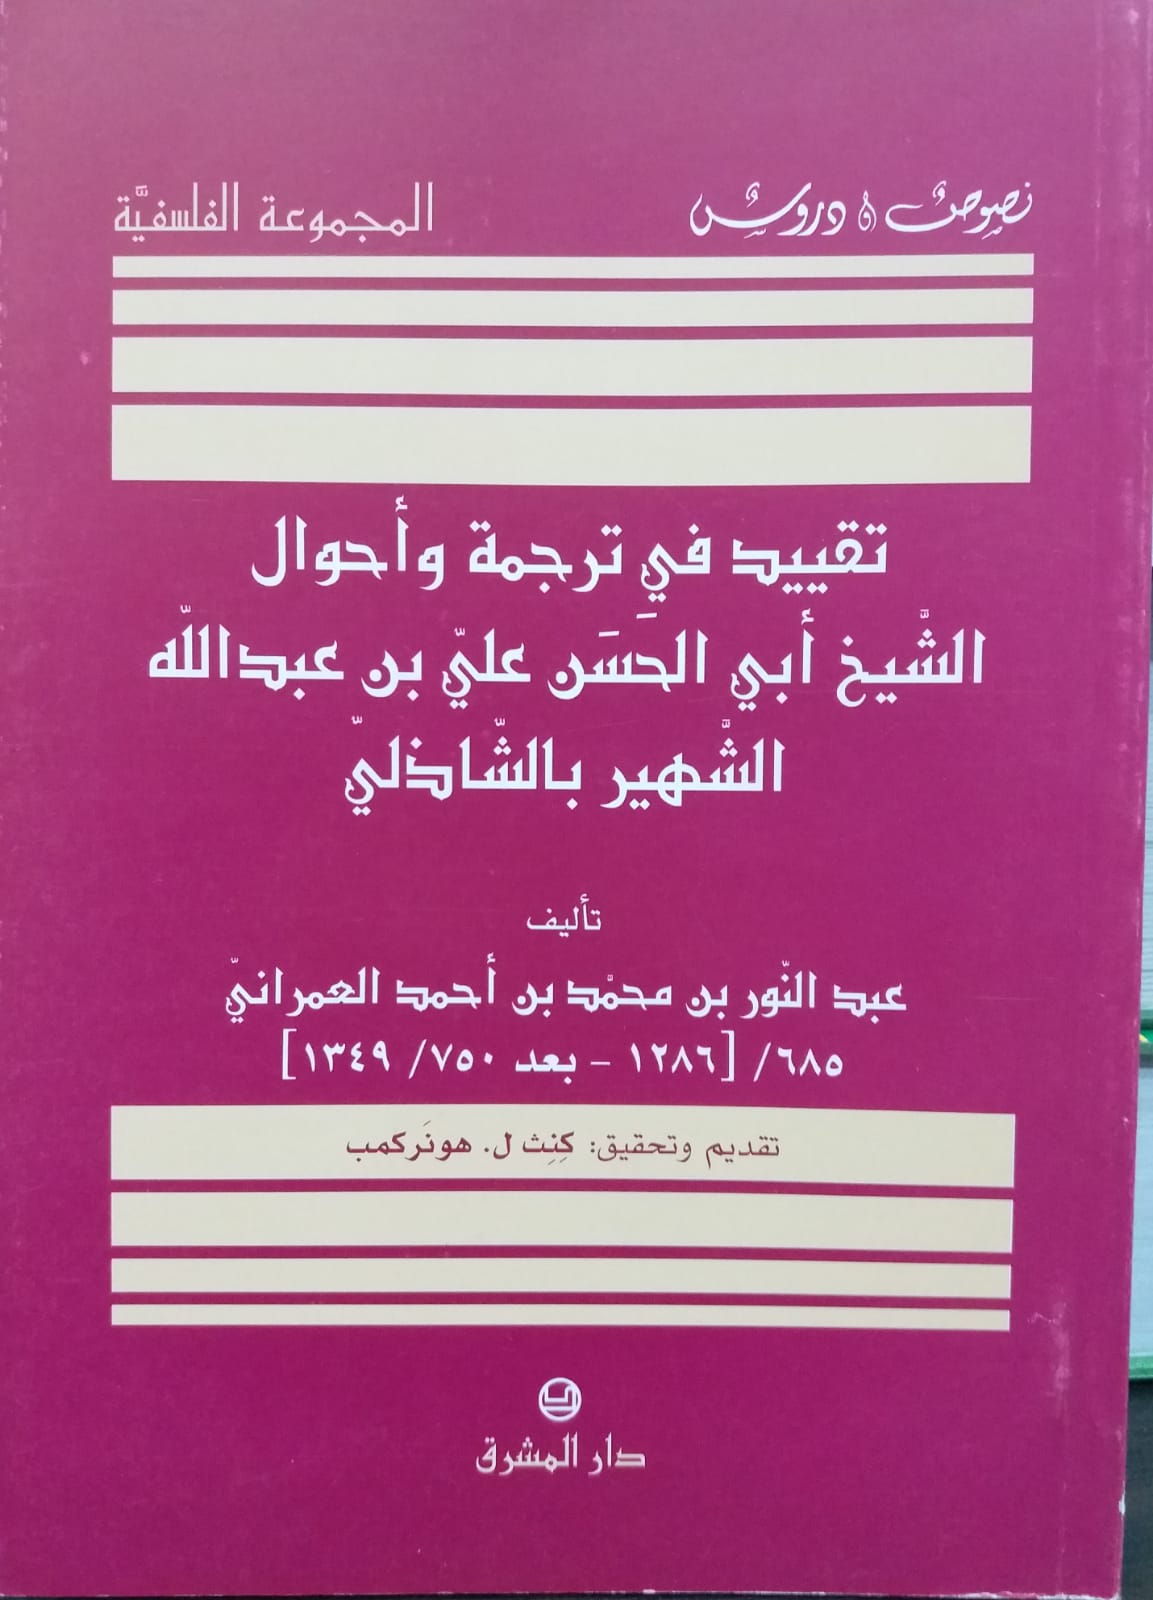 نصوصٌ و دروسٌ
المجموعة الفلسفيَّة
تقييد في ترجمة وأحوال
الشَّيخ أبي الحَسَن عليّ بن عبدالله
الشَّهير بالشّاذليّ
تأليف
عبد النّور بن محمَّد بن أحمد العمرانيّ
٦٨٥/ [١٢٨٦ – بعد ٧٥٠/ ١٣٤٩]
تقديم وتحقيق: كِنِث ل. هونَركمب
دار المشرق